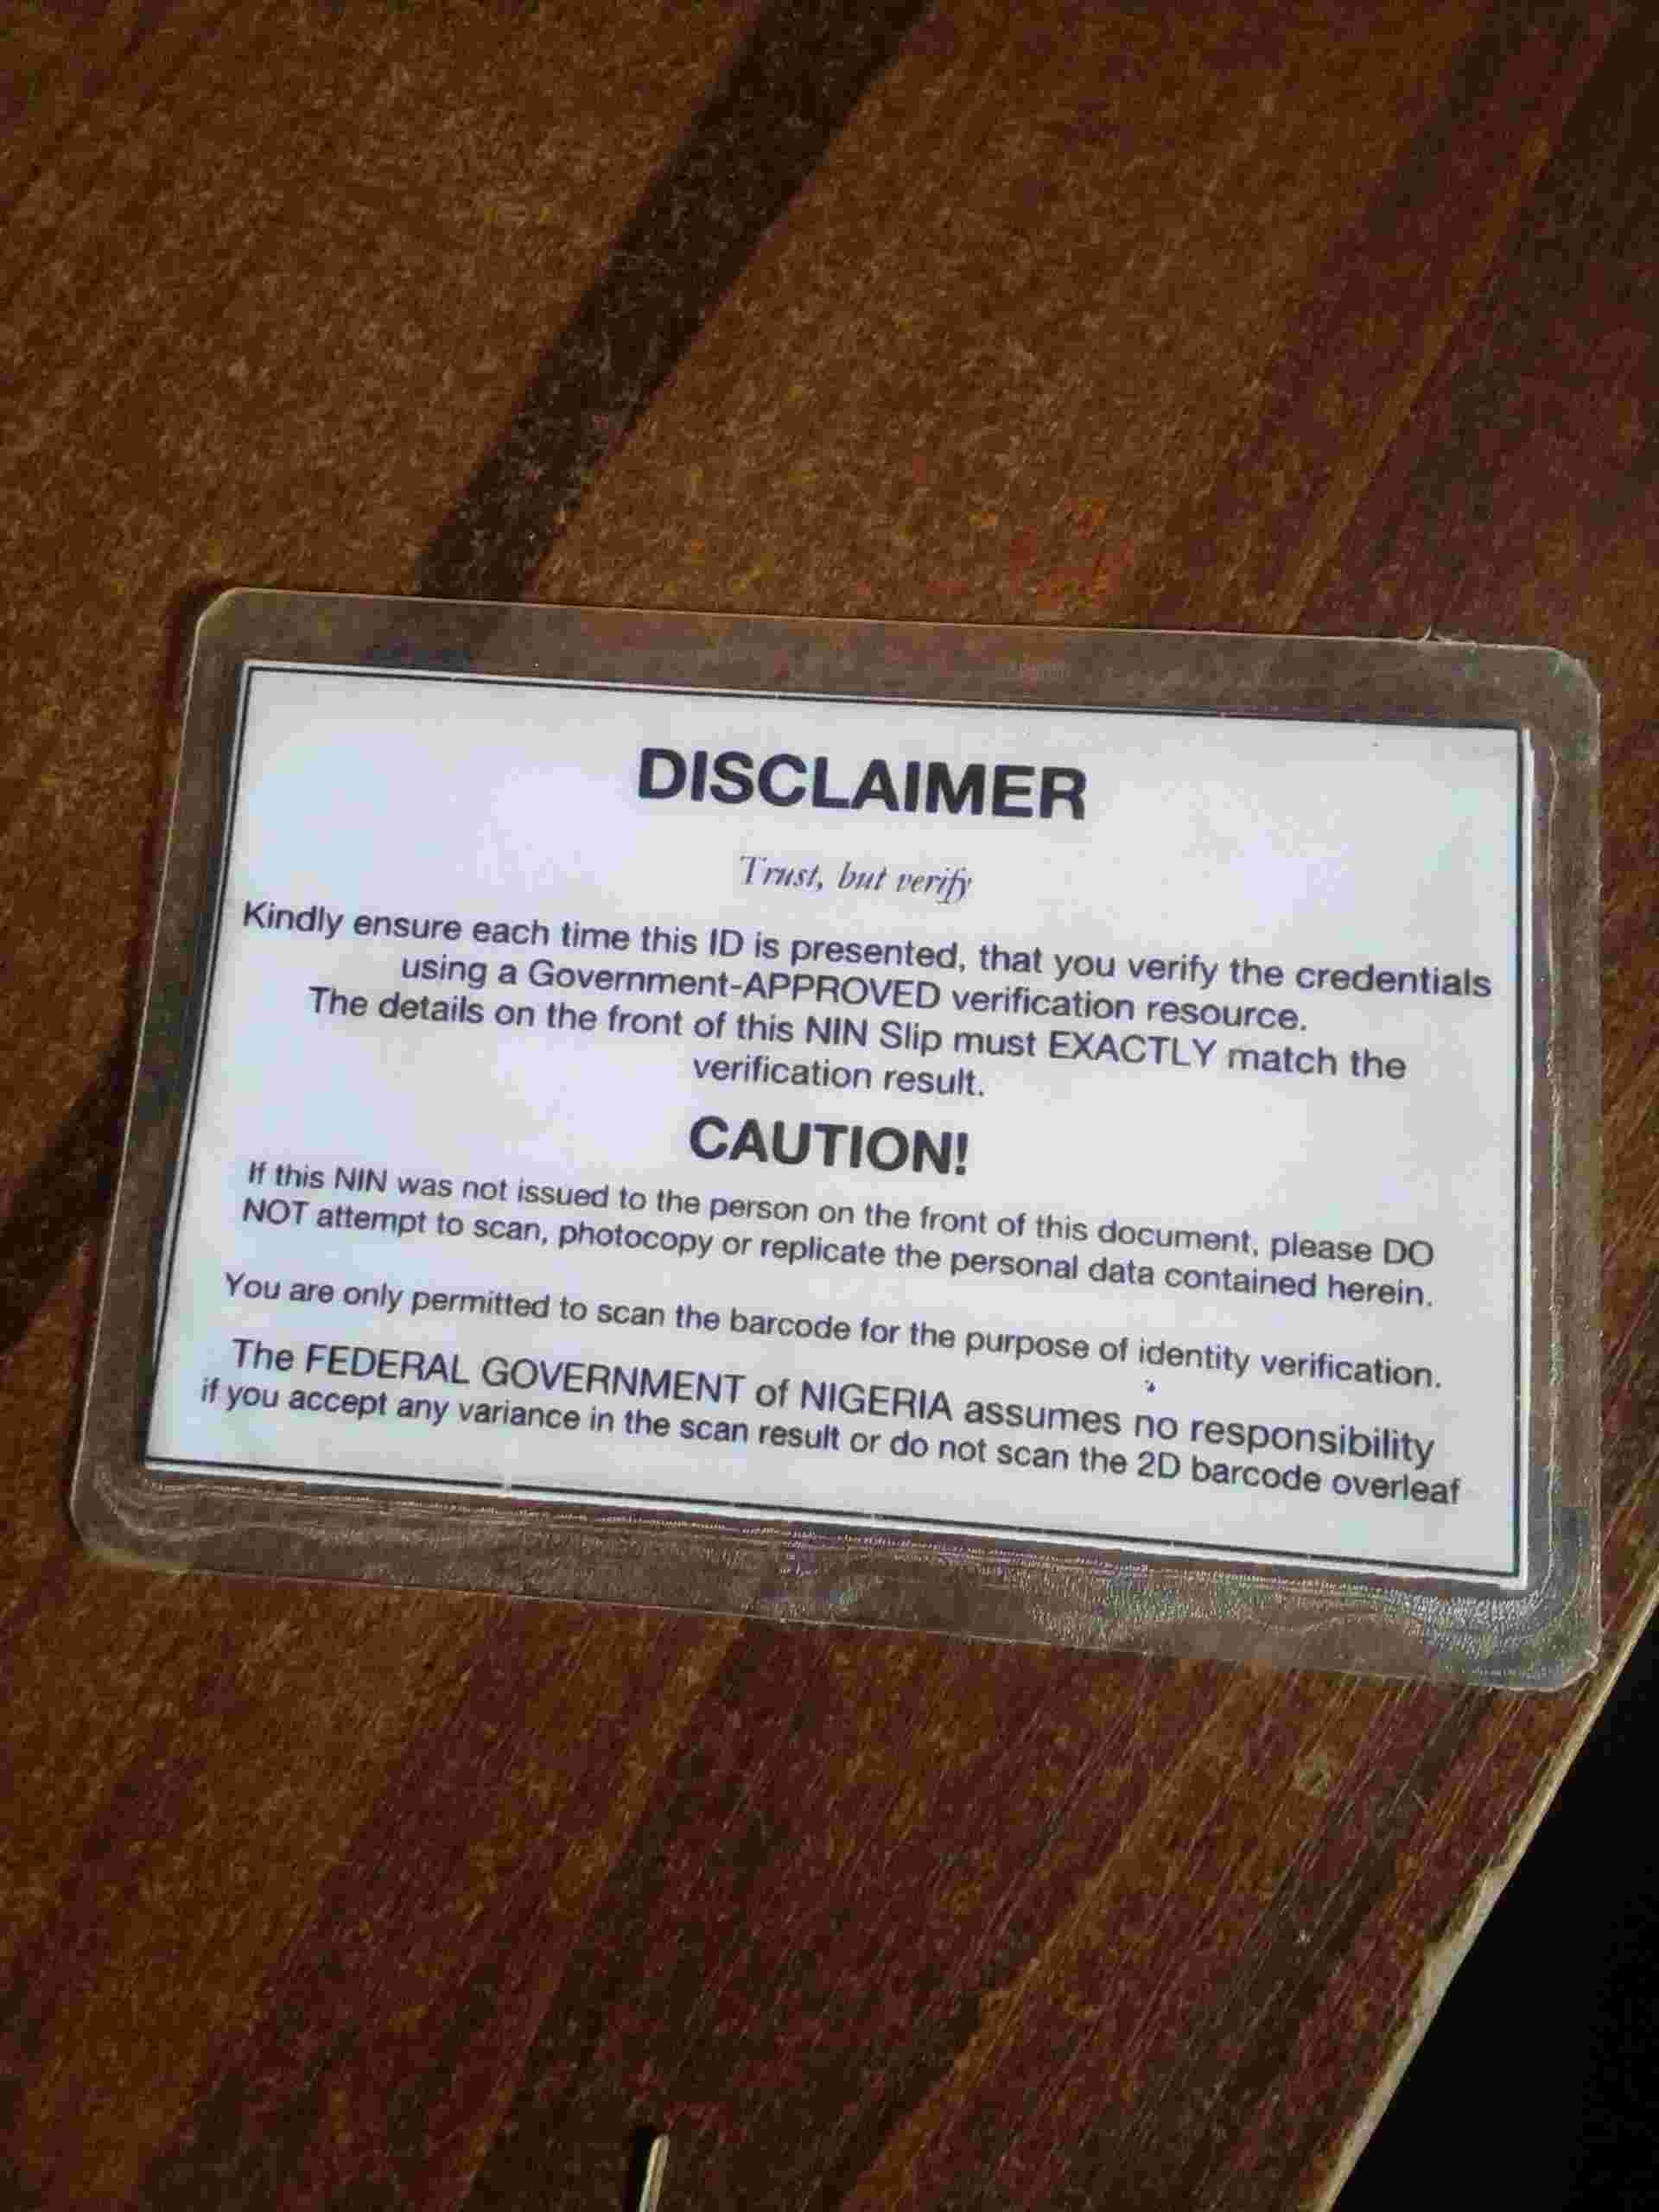 DISCLAIMER
Trust, but verify
Kindly ensure each time this ID is presented, that you verify the credentials
using a Government-APPROVED verification resource.
The details on the front of this NIN Slip must EXACTLY match the
verification result.
CAUTION!
If this NIN was not issued to the person on the front of this document, please DO
NOT attempt to scan, photocopy or replicate the personal data contained herein.
You are only permitted to scan the barcode for the purpose of identity verification.
The FEDERAL GOVERNMENT of NIGERIA assumes no responsibility
if you accept any variance in the scan result or do not scan the 2D barcode overleaf